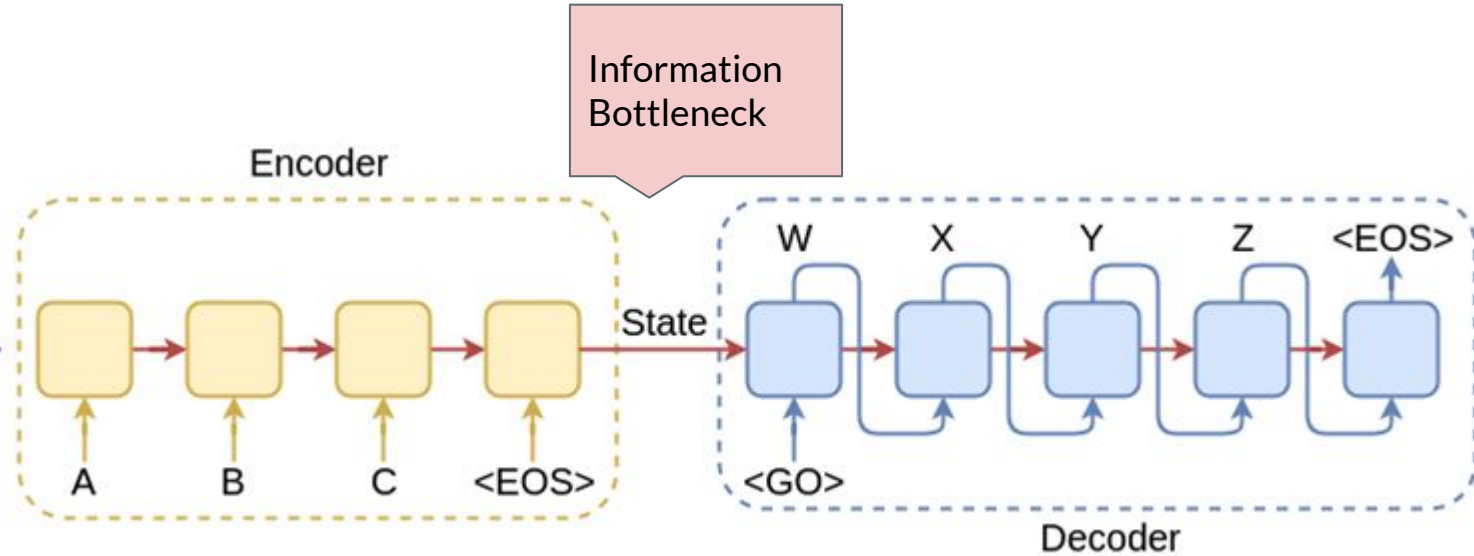 Information
Bottleneck
Encoder
W X Y Z <EOS>
State
A B C <EOS> <GO>
Decoder